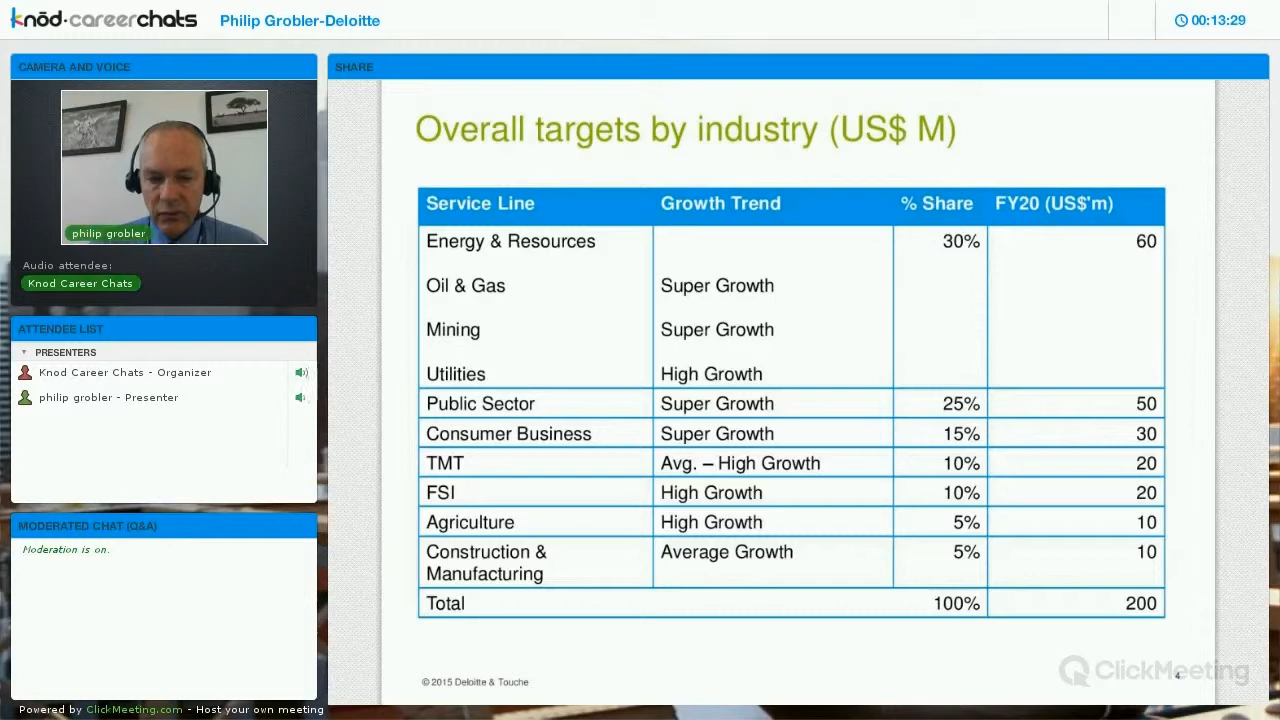 knōd·careerchats
Philip Grobler-Deloitte
00:13:29
CAMERA AND VOICE
philip grobler
Audio attendee:
Knod Career Chats
ATTENDEE LIST
PRESENTERS
Knod Career Chats - Organizer
philip grobler - Presenter
MODERATED CHAT (Q&A)
Moderation is on.
Powered by ClickMeeting.com - Host your own meeting
SHARE
Overall targets by industry (US$ M)
Service Line Growth Trend % Share FY20 (US$'m)
Energy & Resources 30% 60
Oil & Gas Super Growth
Mining Super Growth
Utilities High Growth
Public Sector Super Growth 25% 50
Consumer Business Super Growth 15% 30
TMT Avg. – High Growth 10% 20
FSI High Growth 10% 20
Agriculture High Growth 5% 10
Construction & Average Growth 5% 10
Manufacturing
Total 100% 200
© 2015 Deloitte & Touche
4
ClickMeeting